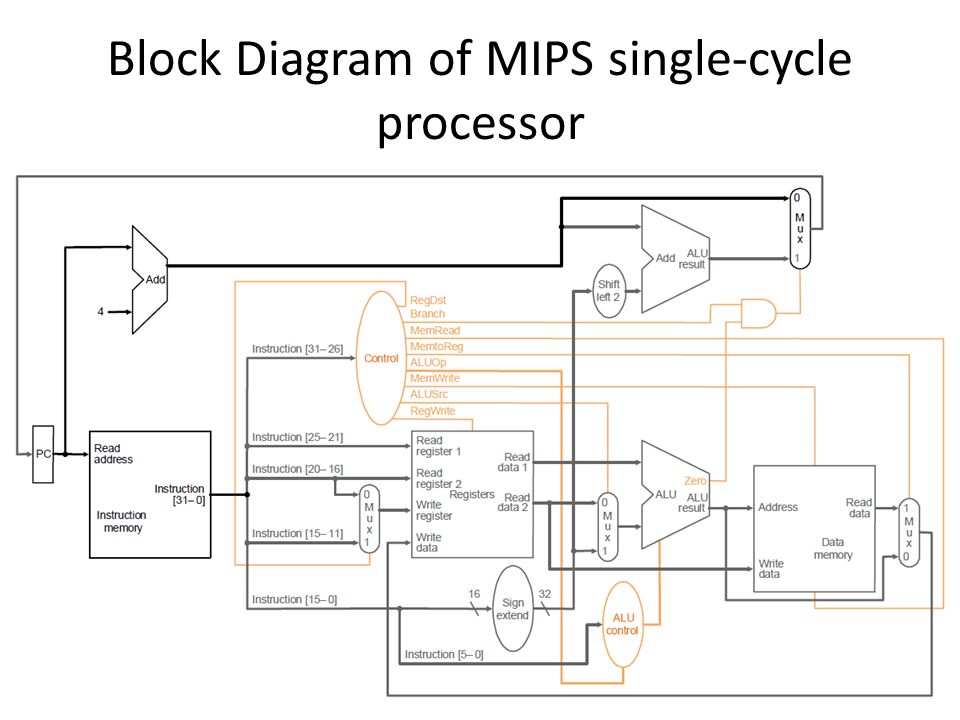 Block Diagram of MIPS single-cycle
processor
0
M
u
x
1
Add
ALU
result
Add
Shift
left 2
4
RegDst
Branch
MemRead
MemtoReg
ALUOp
MemWrite
ALUSrc
RegWrite
Instruction [31–26]
Control
PC
Read
address
Instruction
[31–0]
Instruction
memory
Instruction [25–21]
Instruction [20–16]
Instruction [15–11]
Instruction [15–0]
Instruction [5–0]
0
M
u
x
1
Read
register 1
Read
register 2
Write
register
Write
data
Registers
Read
data 1
Read
data 2
0
M
u
x
1
Zero
ALU
ALU
result
Address
Read
data
Data
memory
Write
data
1
M
u
x
0
16
Sign
extend
32
ALU
control